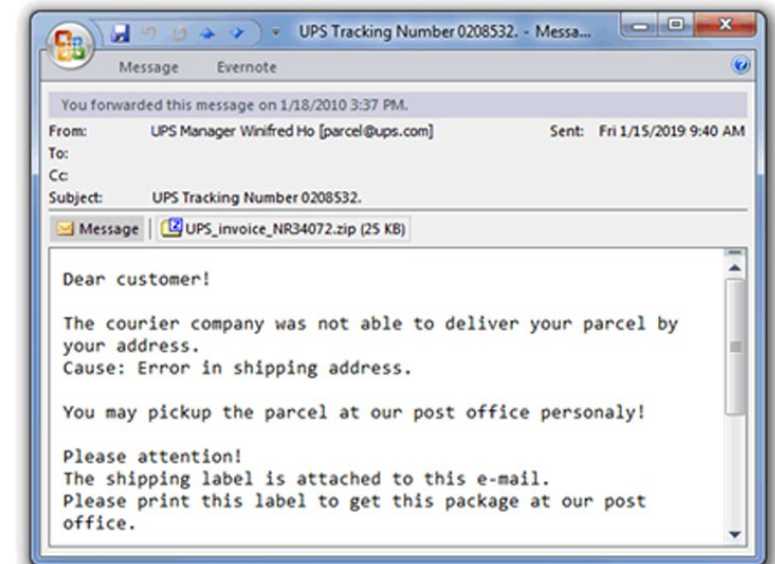 UPS Tracking Number 0208532. - Messa...
Message Evernote
You forwarded this message on 1/18/2010 3:37 PM.
From: UPS Manager Winifred Ho [parcel@ups.com] Sent: Fri 1/15/2019 9:40 AM
To:
Cc:
Subject: UPS Tracking Number 0208532.
Message UPS_invoice_NR34072.zip (25 KB)
Dear customer!
The courier company was not able to deliver your parcel by
your address.
Cause: Error in shipping address.
You may pickup the parcel at our post office personaly!
Please attention!
The shipping label is attached to this e-mail.
Please print this label to get this package at our post
office.